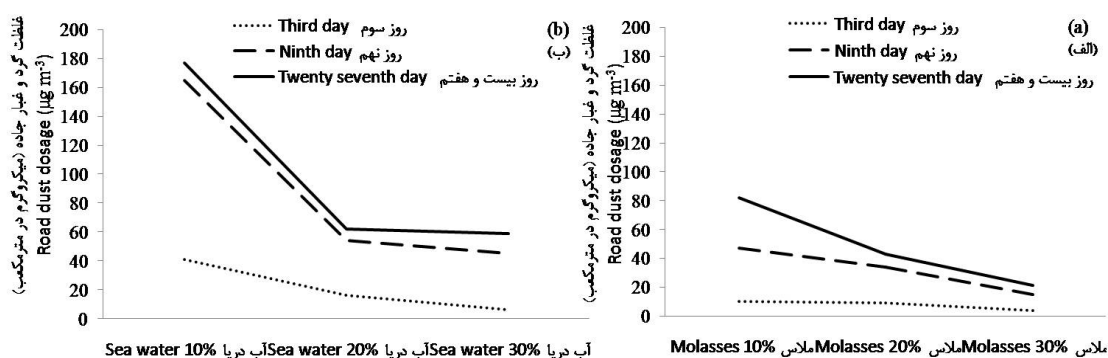 (b)
(ب)
Third day روز سوم
Ninth day روز نهم
Twenty seventh day روز بیست و هفتم
غلظت گرد و غبار جاده (میکروگرم در مترمکعب)
Road dust dosage (µg m-3)
200
180
160
140
120
100
80
60
40
20
0
Sea water 10% آب دریا Sea water 20% آب دریا Sea water 30% آب دریا
(a)
(الف)
Third day روز سوم
Ninth day روز نهم
Twenty seventh day روز بیست و هفتم
غلظت گرد و غبار جاده (میکروگرم در مترمکعب)
Road dust dosage (µg m-3)
200
180
160
140
120
100
80
60
40
20
0
Molasses 10% ملاس Molasses 20% ملاس Molasses 30% ملاس